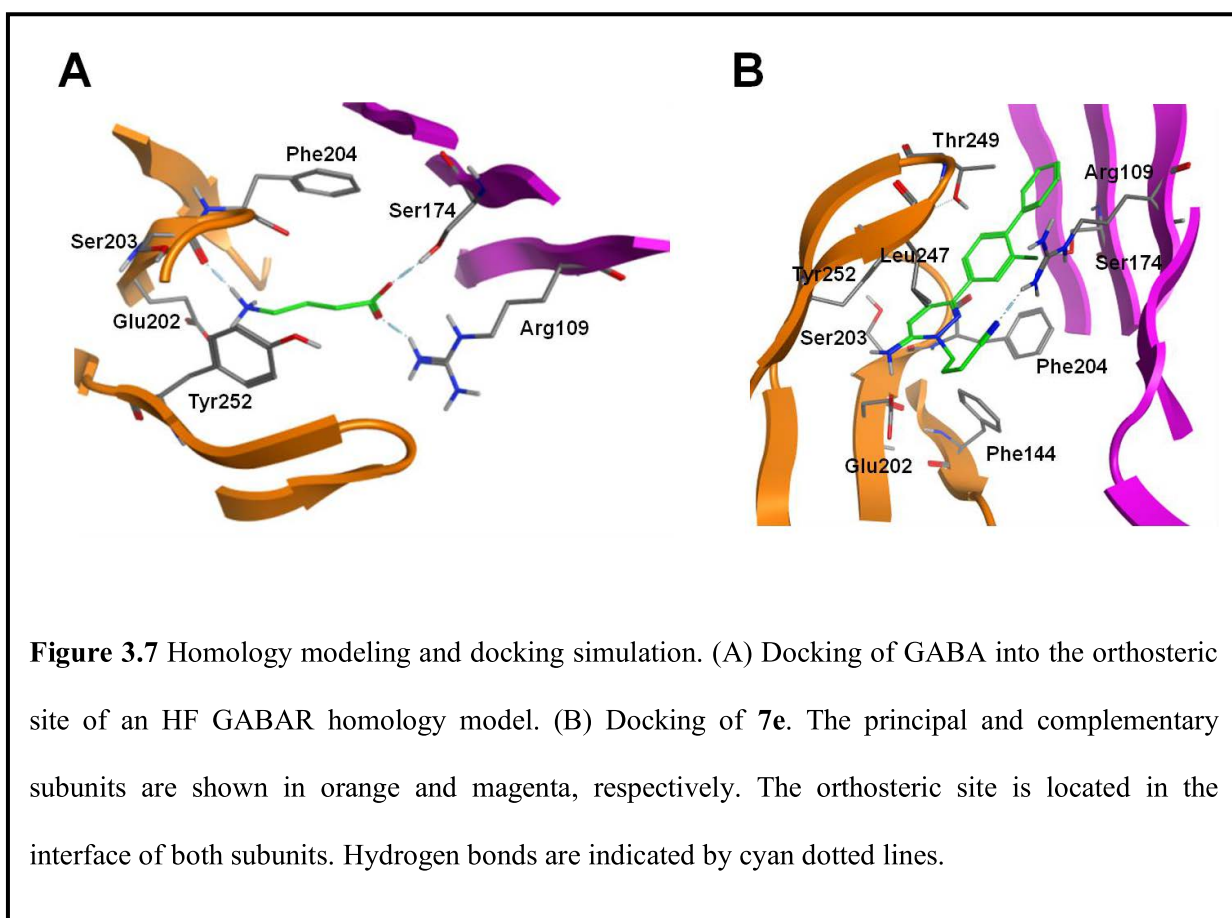 A
B
Phe204
Ser174
Ser203
Glu202
Arg109
Tyr252
Thr249
Arg109
Leu247
Ser174
Tyr252
Ser203
Phe204
Glu202
Phe144
Figure 3.7 Homology modeling and docking simulation. (A) Docking of GABA into the orthosteric
site of an HF GABAR homology model. (B) Docking of 7e. The principal and complementary
subunits are shown in orange and magenta, respectively. The orthosteric site is located in the
interface of both subunits. Hydrogen bonds are indicated by cyan dotted lines.